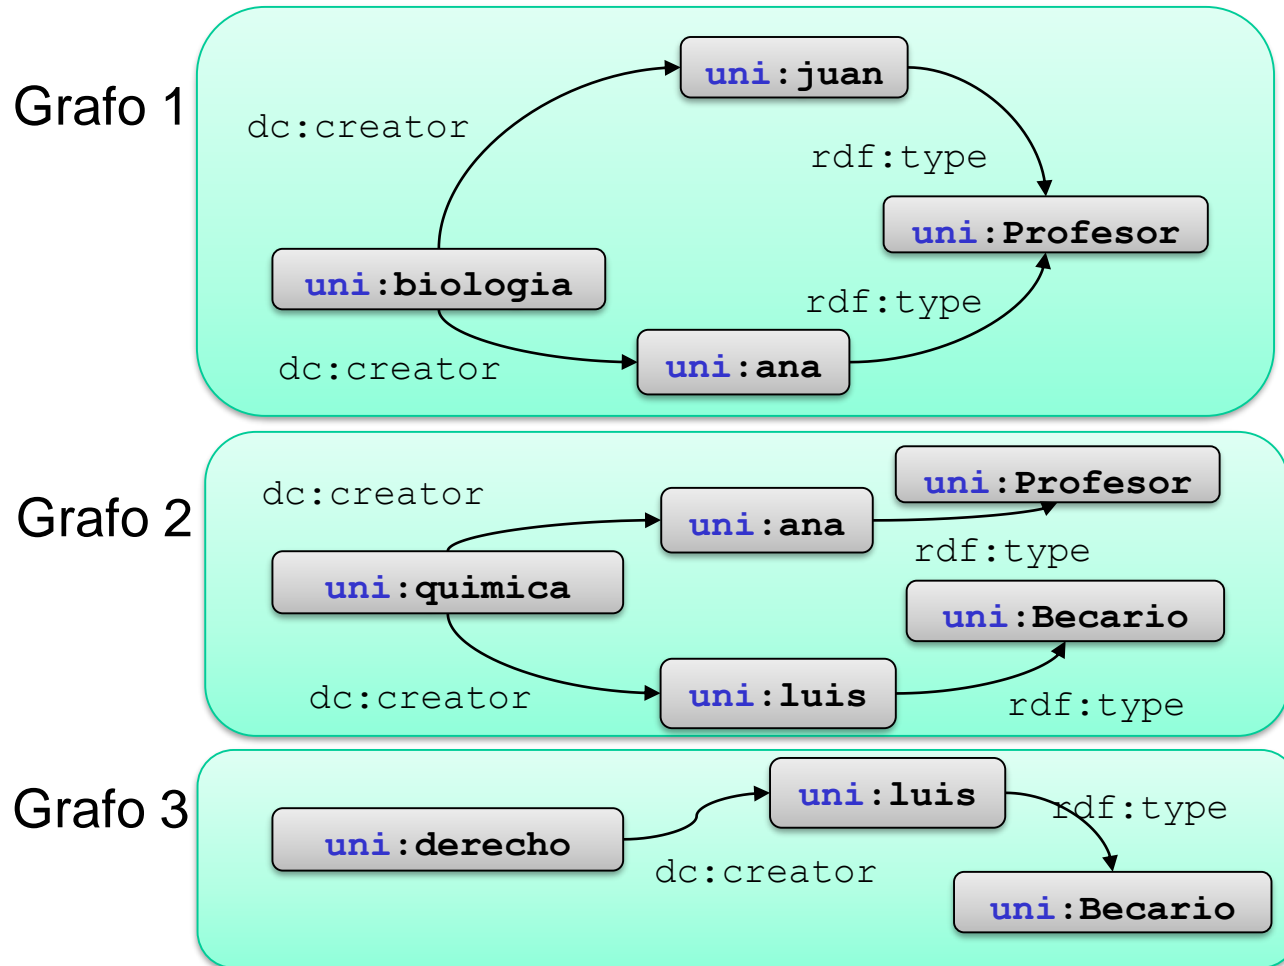 Grafo 1
uni:juan
dc:creator
rdf:type
uni:Profesor
uni:biologia
rdf:type
dc:creator
uni:ana
Grafo 2
uni:Profesor
dc:creator
uni:ana
rdf:type
uni:quimica
uni:Becario
dc:creator
uni:luis
rdf:type
Grafo 3
uni:luis
rdf:type
uni:derecho
dc:creator
uni:Becario